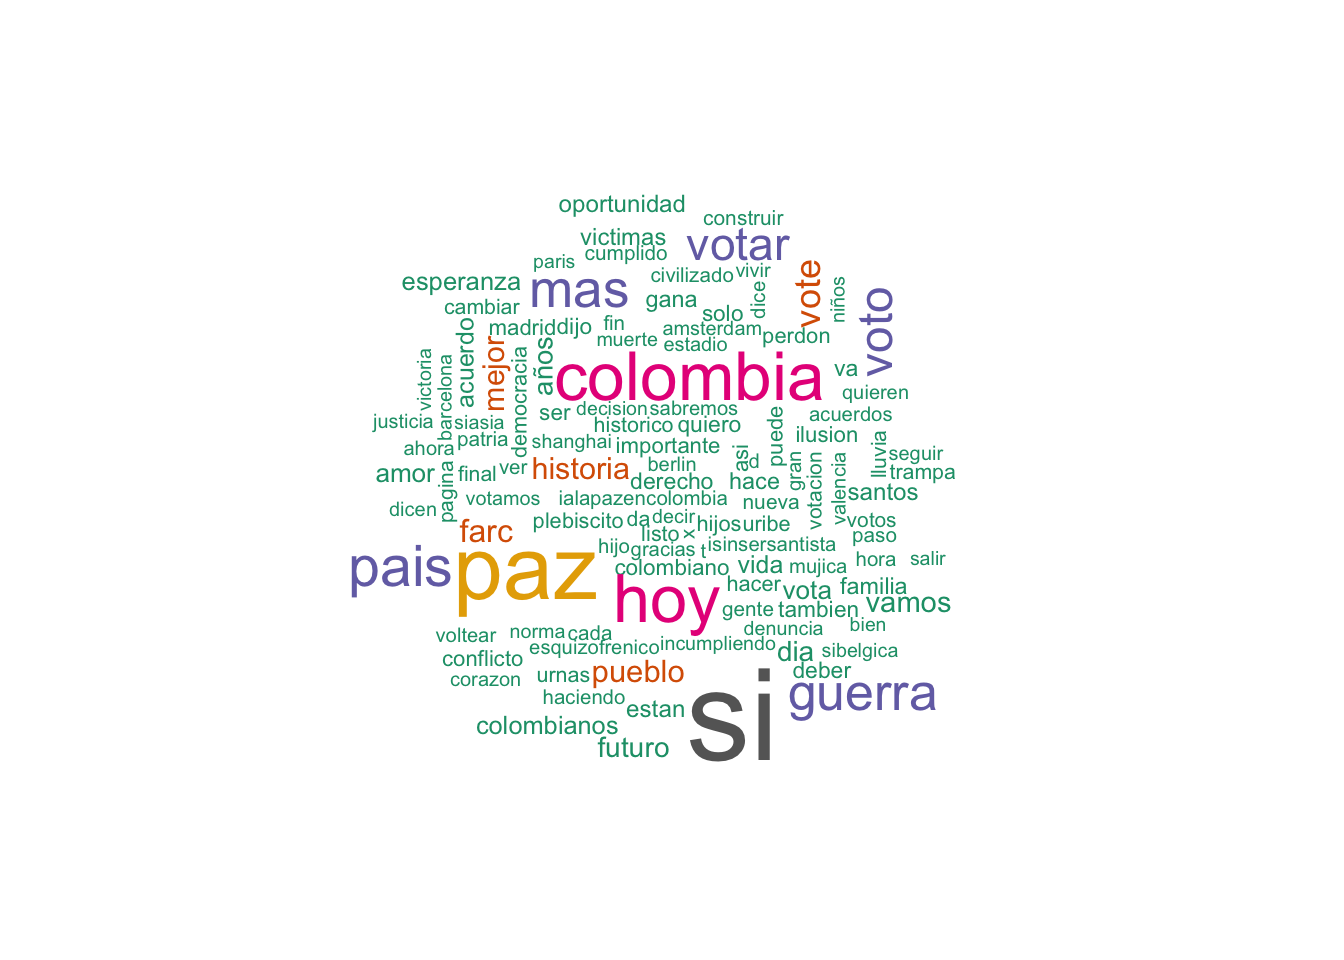 oportunidad
construir
victimas
votar
cumplido
paris
civilizado
vivir
vote
esperanza
mas
dice
niños
cambiar
gana
voto
solo
madrid
dijo
fin
amsterdam
perdon
muerte
estadio
acuerdo
mejor
años
democracia
victoria
barcelona
colombia
va
quieren
justicia
siasia
ser
decision
sabremos
acuerdos
historico
quiero
puede
ilusion
ahora
patria
shanghai
importante
asi
lluvia
seguir
amor
final
ver
historia
berlin
d
gran
trampa
derecho
hace
votacion
valencia
santos
pagina
votamos
ialapazencolombia
nueva
dicen
plebiscito
da
decir
hijos
uribe
votos
farc
listo
x
paso
hijo
gracias
t
isinsersantista
pais
paz
colombiano
vida
mujica
hora
salir
hoy
hacer
vota
familia
gente
tambien
vamos
voltear
norma
cada
denuncia
bien
esquizofrenico
incumpliendo
conflicto
dia
sibelgica
corazon
urnas
pueblo
deber
haciendo
si
guerra
estan
colombianos
futuro